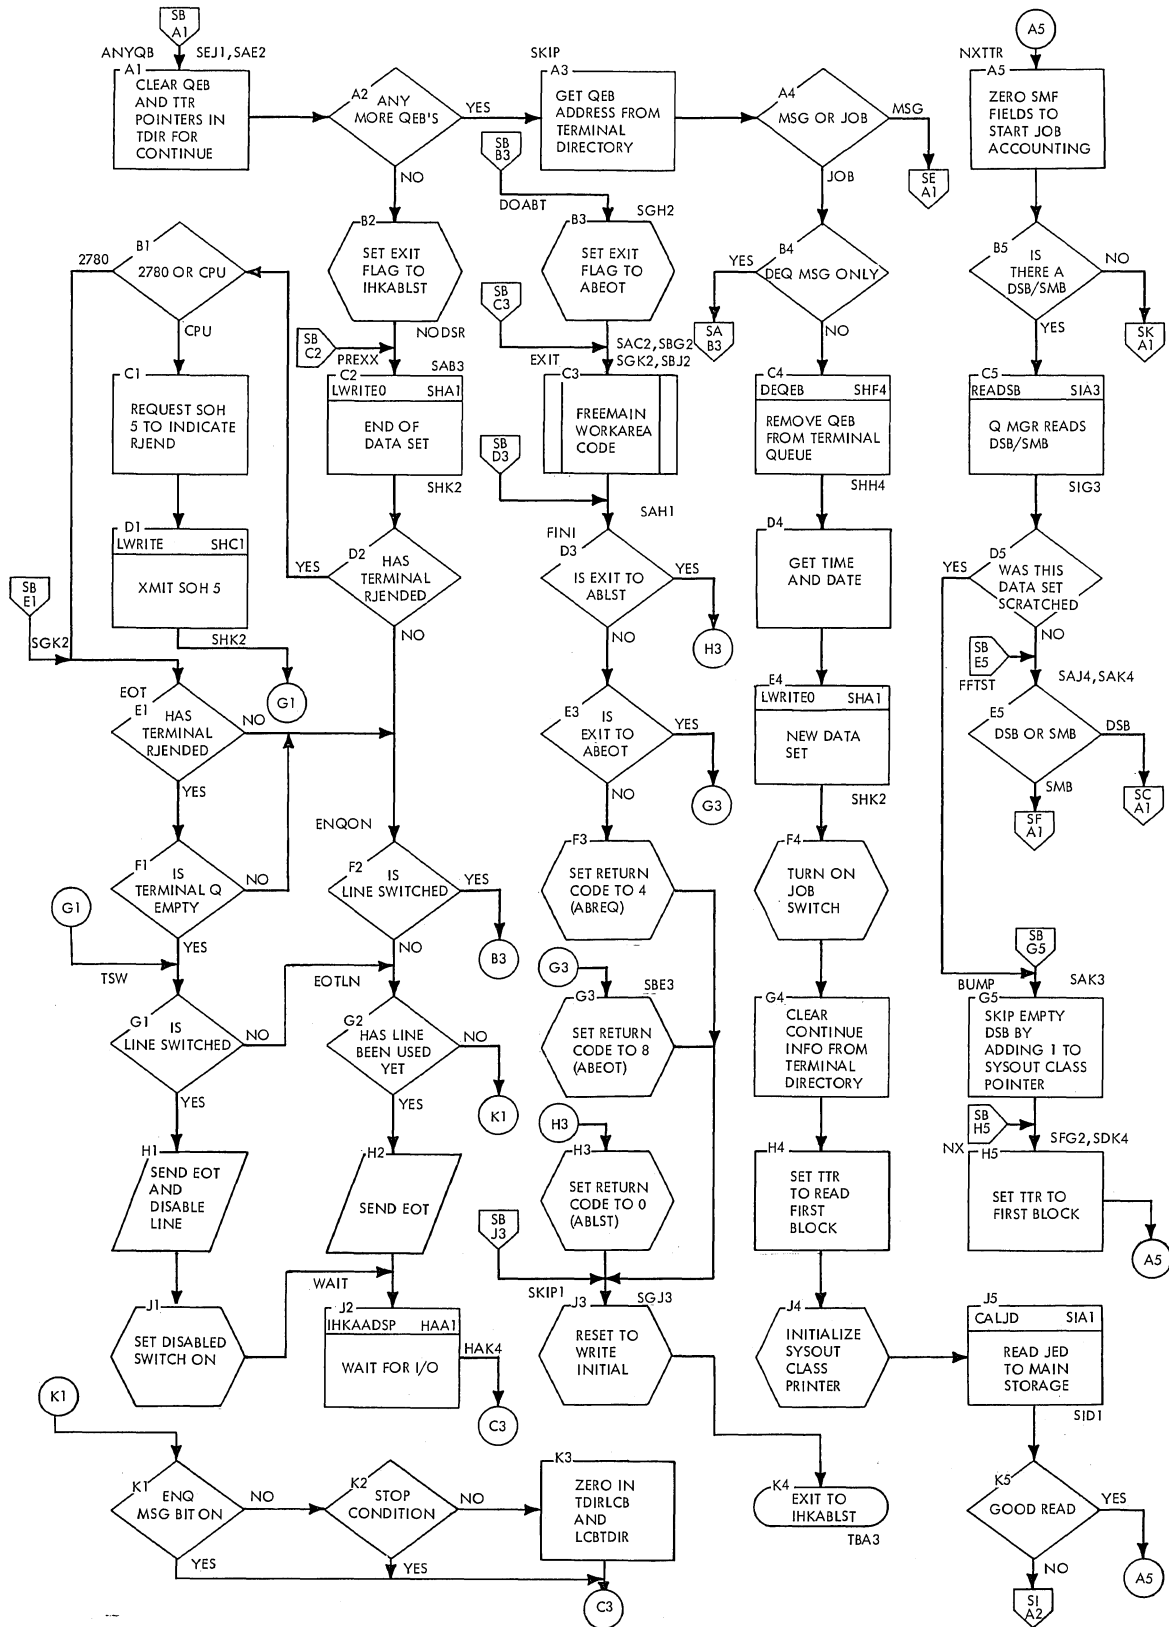 SB
A1
ANYQB
SEJ1,SAE2
A1
CLEAR QEB
AND TTR
POINTERS IN
TDIR FOR
CONTINUE
A2
ANY
MORE QEB'S
YES
NO
SKIP
A3
GET QEB
ADDRESS FROM
TERMINAL
DIRECTORY
A4
MSG OR JOB
MSG
SE
A1
JOB
A5
NXTTR
A5
ZERO SMF
FIELDS TO
START JOB
ACCOUNTING
B1
2780 OR CPU
2780
CPU
B2
SET EXIT
FLAG TO
IHKABLST
NODSR
SB
B3
DOABT
SGH2
B3
SET EXIT
FLAG TO
ABEOT
B4
DEQ MSG ONLY
YES
SA
B3
NO
B5
IS
THERE A
DSB/SMB
NO
SK
A1
YES
C1
REQUEST SOH
5 TO INDICATE
RJEND
SB
C2
PREXX
SAB3
C2
LWRITE0
SHA1
END OF
DATA SET
SHK2
SB
C3
SAC2,SBG2
SGK2,SBJ2
EXIT
C3
FREEMAIN
WORKAREA
CODE
C4
DEQEB
SHF4
REMOVE QEB
FROM TERMINAL
QUEUE
SHH4
C5
READSB
SIA3
Q MGR READS
DSB/SMB
SIG3
D1
LWRITE
SHC1
XMIT SOH 5
SHK2
G1
D2
HAS
TERMINAL
RJENDED
YES
NO
SB
D3
SAH1
FINI
D3
IS EXIT TO
ABLST
YES
H3
NO
D4
GET TIME
AND DATE
D5
WAS THIS
DATA SET
SCRATCHED
YES
NO
SB
E1
SGK2
EOT
E1
HAS
TERMINAL
RJENDED
NO
YES
E3
IS
EXIT TO
ABEOT
YES
G3
NO
E4
LWRITE0
SHA1
NEW DATA
SET
SHK2
SB
E5
FFTST
SAJ4,SAK4
E5
DSB OR SMB
DSB
SC
A1
SMB
SF
A1
F1
IS
TERMINAL Q
EMPTY
NO
YES
ENQON
F2
IS
LINE SWITCHED
YES
B3
NO
F3
SET RETURN
CODE TO 4
(ABREQ)
F4
TURN ON
JOB
SWITCH
G1
TSW
G1
IS
LINE SWITCHED
NO
YES
EOTLN
G2
HAS LINE
BEEN USED
YET
NO
K1
YES
G3
SBE3
G3
SET RETURN
CODE TO 8
(ABEOT)
G4
CLEAR
CONTINUE
INFO FROM
TERMINAL
DIRECTORY
SB
G5
BUMP
SAK3
G5
SKIP EMPTY
DSB BY
ADDING 1 TO
SYSOUT CLASS
POINTER
H1
SEND EOT
AND
DISABLE
LINE
H2
SEND EOT
H3
H3
SET RETURN
CODE TO 0
(ABLST)
H4
SET TTR
TO READ
FIRST
BLOCK
SB
H5
SFG2, SDK4
NX
H5
SET TTR TO
FIRST BLOCK
A5
J1
SET DISABLED
SWITCH ON
WAIT
J2
IHKAADSP
HAA1
WAIT FOR I/O
HAK4
C3
SB
J3
SKIP1
SGJ3
J3
RESET TO
WRITE
INITIAL
J4
INITIALIZE
SYSOUT
CLASS
PRINTER
J5
CALJD
SIA1
READ JED
TO MAIN
STORAGE
SID1
K1
K1
ENQ
MSG BIT ON
NO
YES
K2
STOP
CONDITION
NO
YES
K3
ZERO IN
TDIRLCB
AND
LCBTDIR
C3
K4
EXIT TO
IHKABLST
TBA3
K5
GOOD READ
YES
A5
NO
SI
A2